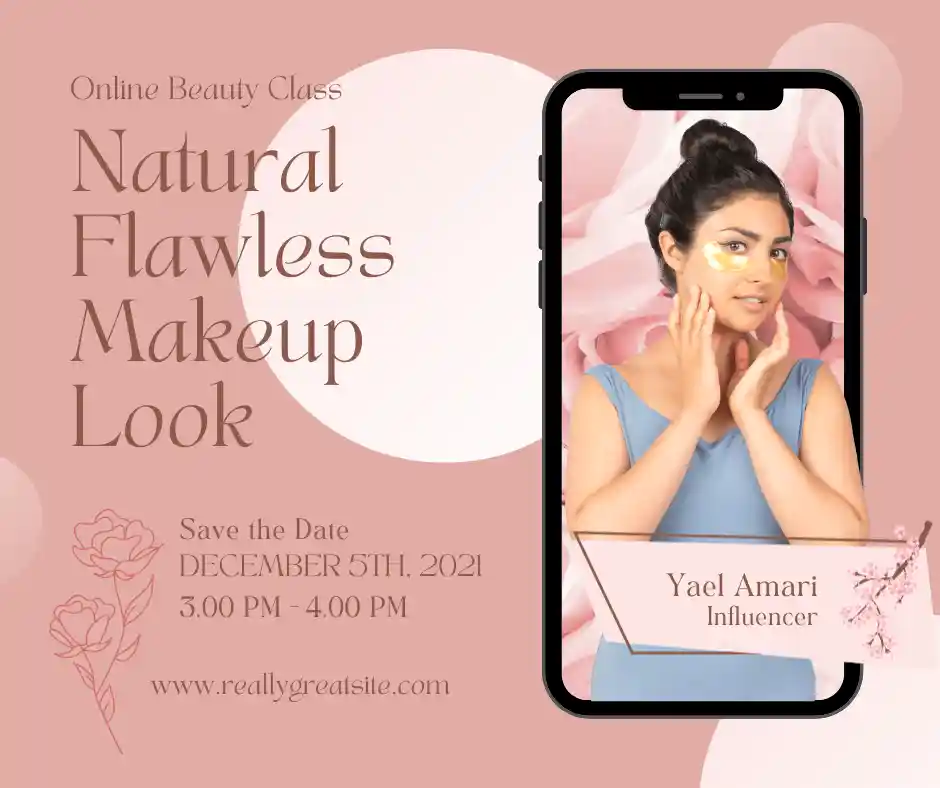 Online Beauty Class
Natural
Flawless
Makeup
Look
Save the Date
DECEMBER 5TH, 2021
3.00 PM - 4.00 PM
www.reallygreatsite.com
Yael Amari
Influencer